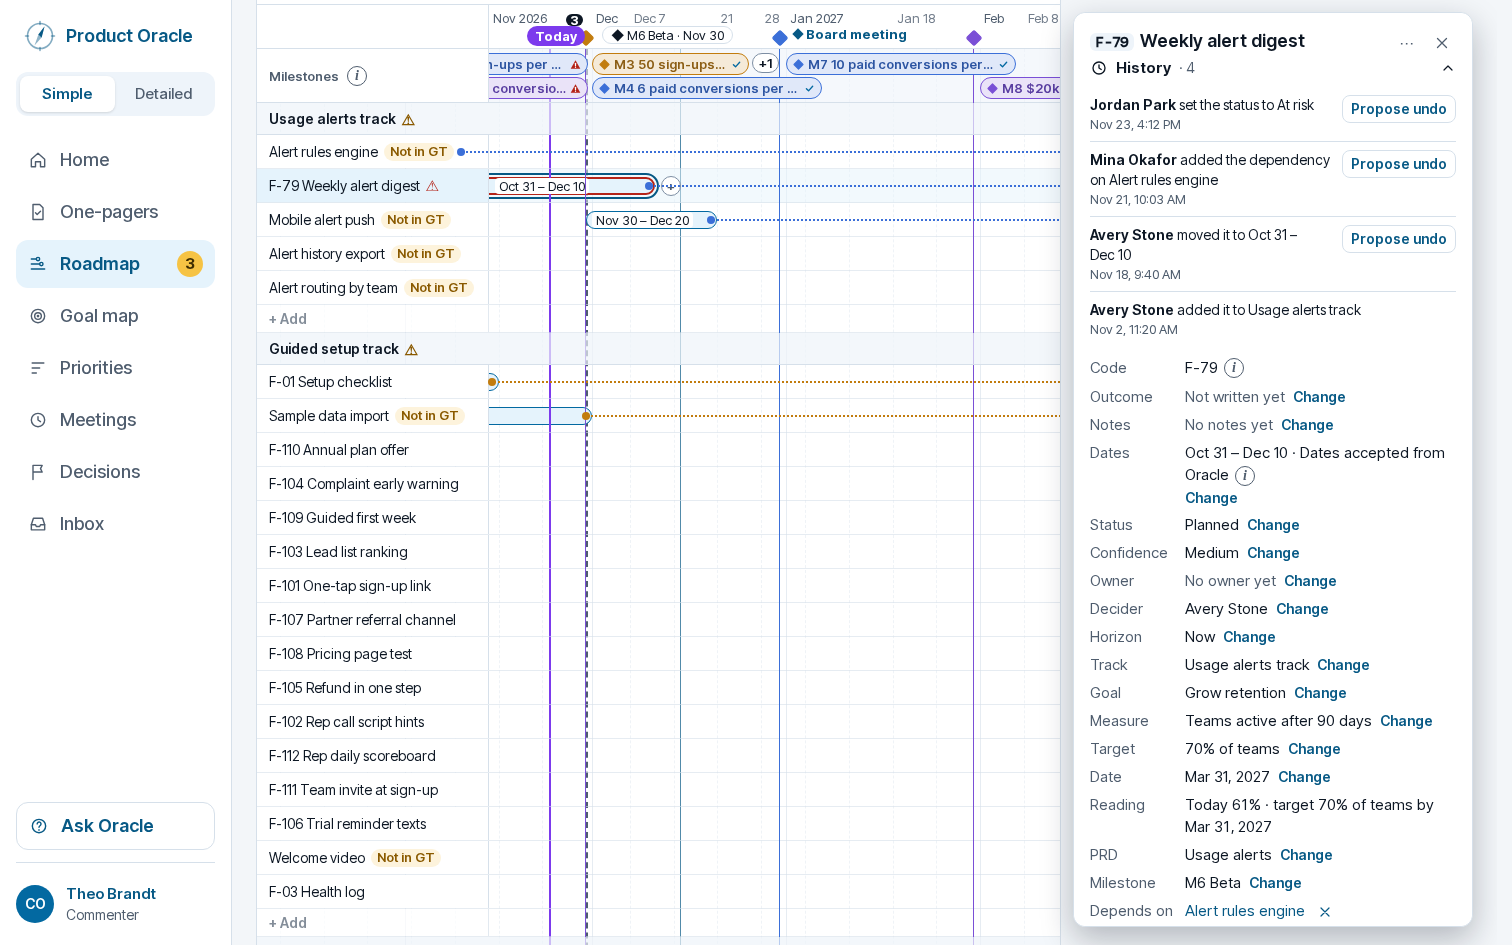 Product Oracle
Simple
Detailed
Home
One-pagers
Roadmap
3
Goal map
Priorities
Meetings
Decisions
Inbox
Ask Oracle
CO
Theo Brandt
Commenter
Nov 2026
3
Dec
Dec 7
21
28
Jan 2027
Jan 18
Feb
Feb 8
Today
M6 Beta · Nov 30
Board meeting
Milestones
i
n-ups per ...
M3 50 sign-ups...
+1
M7 10 paid conversions per...
conversio...
M4 6 paid conversions per ...
M8 $20k
Usage alerts track
Alert rules engine
Not in GT
F-79 Weekly alert digest
Oct 31 – Dec 10
+
Mobile alert push
Not in GT
Nov 30 – Dec 20
Alert history export
Not in GT
Alert routing by team
Not in GT
+ Add
Guided setup track
F-01 Setup checklist
Sample data import
Not in GT
F-110 Annual plan offer
F-104 Complaint early warning
F-109 Guided first week
F-103 Lead list ranking
F-101 One-tap sign-up link
F-107 Partner referral channel
F-108 Pricing page test
F-105 Refund in one step
F-102 Rep call script hints
F-112 Rep daily scoreboard
F-111 Team invite at sign-up
F-106 Trial reminder texts
Welcome video
Not in GT
F-03 Health log
+ Add
F-79 Weekly alert digest
History · 4
Jordan Park set the status to At risk
Propose undo
Nov 23, 4:12 PM
Mina Okafor added the dependency
on Alert rules engine
Propose undo
Nov 21, 10:03 AM
Avery Stone moved it to Oct 31 –
Dec 10
Propose undo
Nov 18, 9:40 AM
Avery Stone added it to Usage alerts track
Nov 2, 11:20 AM
Code F-79 i
Outcome Not written yet Change
Notes No notes yet Change
Dates Oct 31 – Dec 10 · Dates accepted from
Oracle i
Change
Status Planned Change
Confidence Medium Change
Owner No owner yet Change
Decider Avery Stone Change
Horizon Now Change
Track Usage alerts track Change
Goal Grow retention Change
Measure Teams active after 90 days Change
Target 70% of teams Change
Date Mar 31, 2027 Change
Reading Today 61% · target 70% of teams by
Mar 31, 2027
PRD Usage alerts Change
Milestone M6 Beta Change
Depends on Alert rules engine